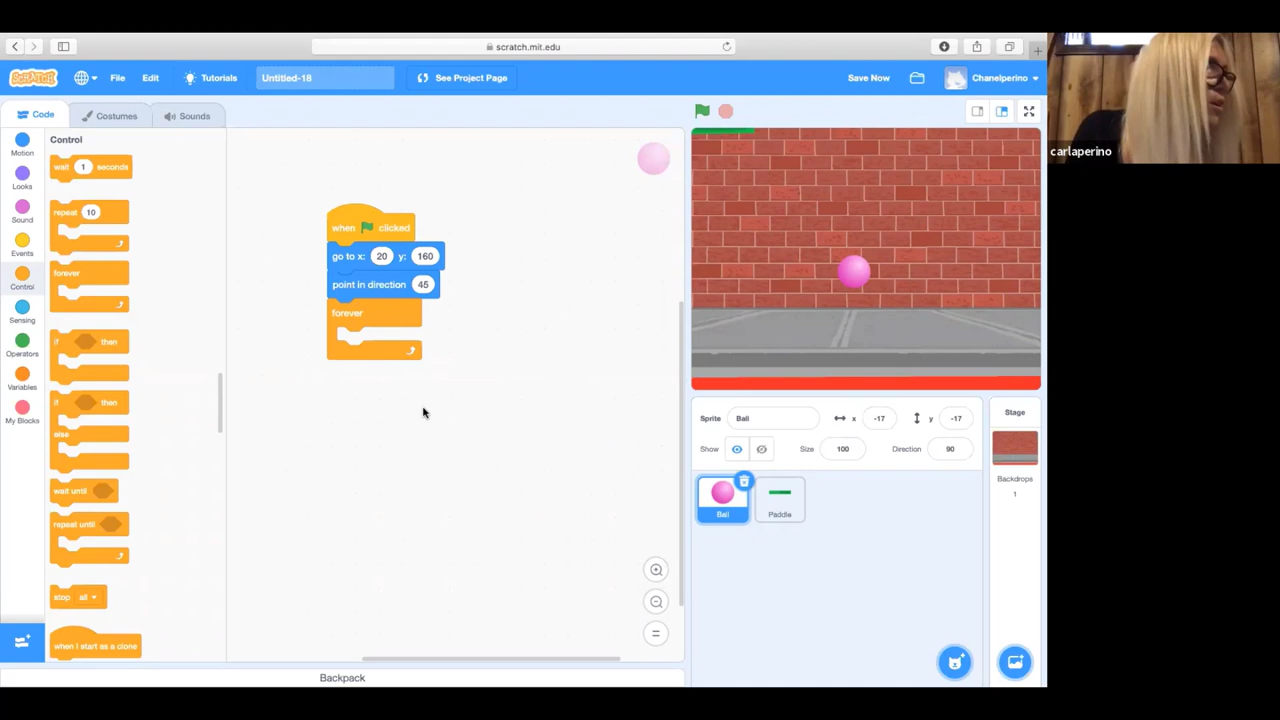 scratch.mit.edu
SCRATCH
File
Edit
Tutorials
Untitled-18
See Project Page
Save Now
Chanelperino
Code
Costumes
Sounds
Motion
Looks
Sound
Events
Control
Sensing
Operators
Variables
My Blocks
Control
wait 1 seconds
repeat 10
forever
if then
if then
else
wait until
repeat until
stop all
when I start as a clone
when clicked
go to x: 20 y: 160
point in direction 45
forever
Backpack
Sprite Ball x -17 y -17
Show Size 100 Direction 90
Ball
Paddle
Stage
Backdrops
1
carlaperino